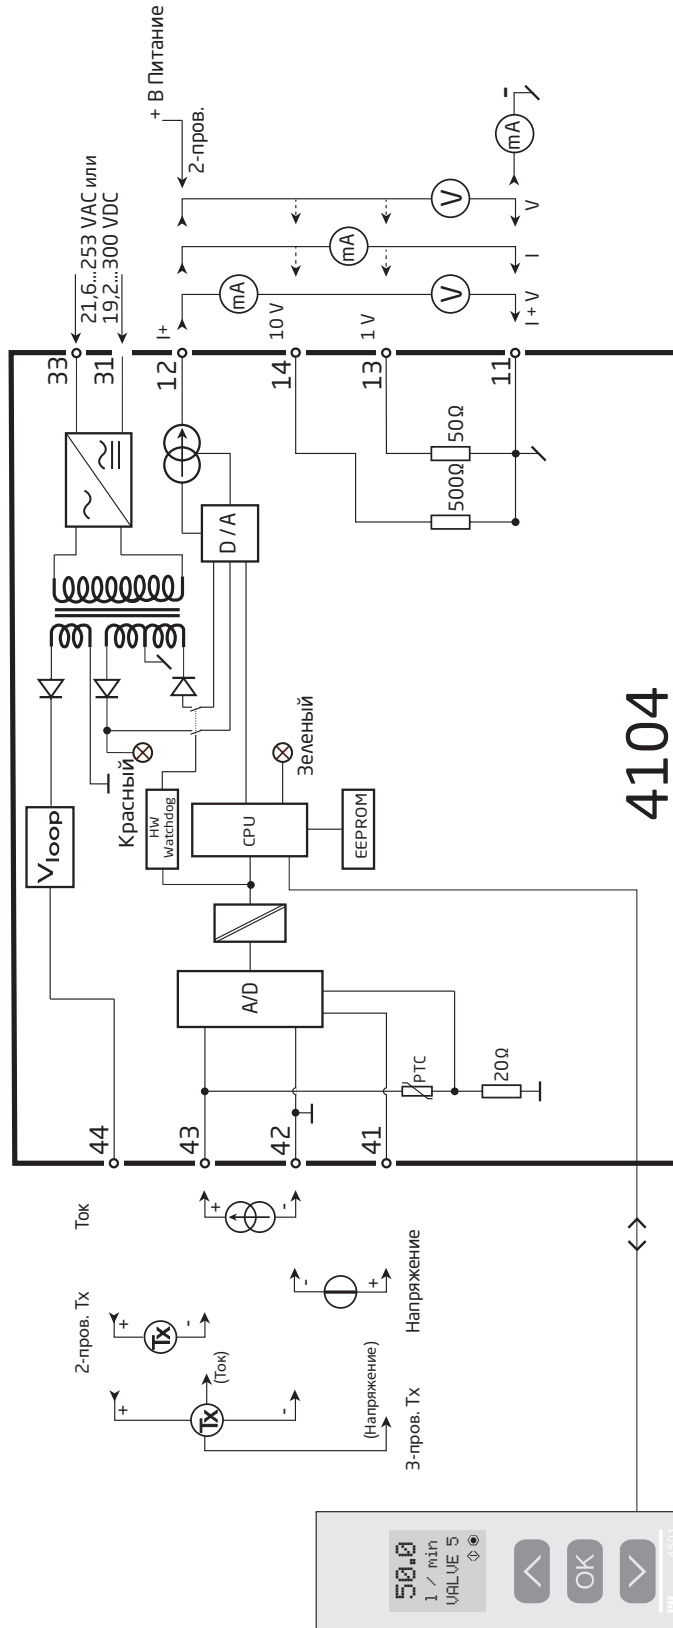 50.0
1 / min
VALVE 5
OK
PR 4501
3-пров. Tx
2-пров. Tx
Ток
+
Tx
-
(Ток)
(Напряжение)
+
Tx
-
+
-
-
+
Напряжение
44
43
42
41
Vloop
Красный
HW
Watchdog
CPU
EEPROM
Зеленый
A/D
PTC
20Ω
D / A
500Ω
50Ω
33
31
12
14
13
11
21,6...253 VAC или
19,2...300 VDC
+ В Питание
2-пров.
I+
10 V
1 V
mA
V
I + V
mA
I
V
V
mA
-
4104